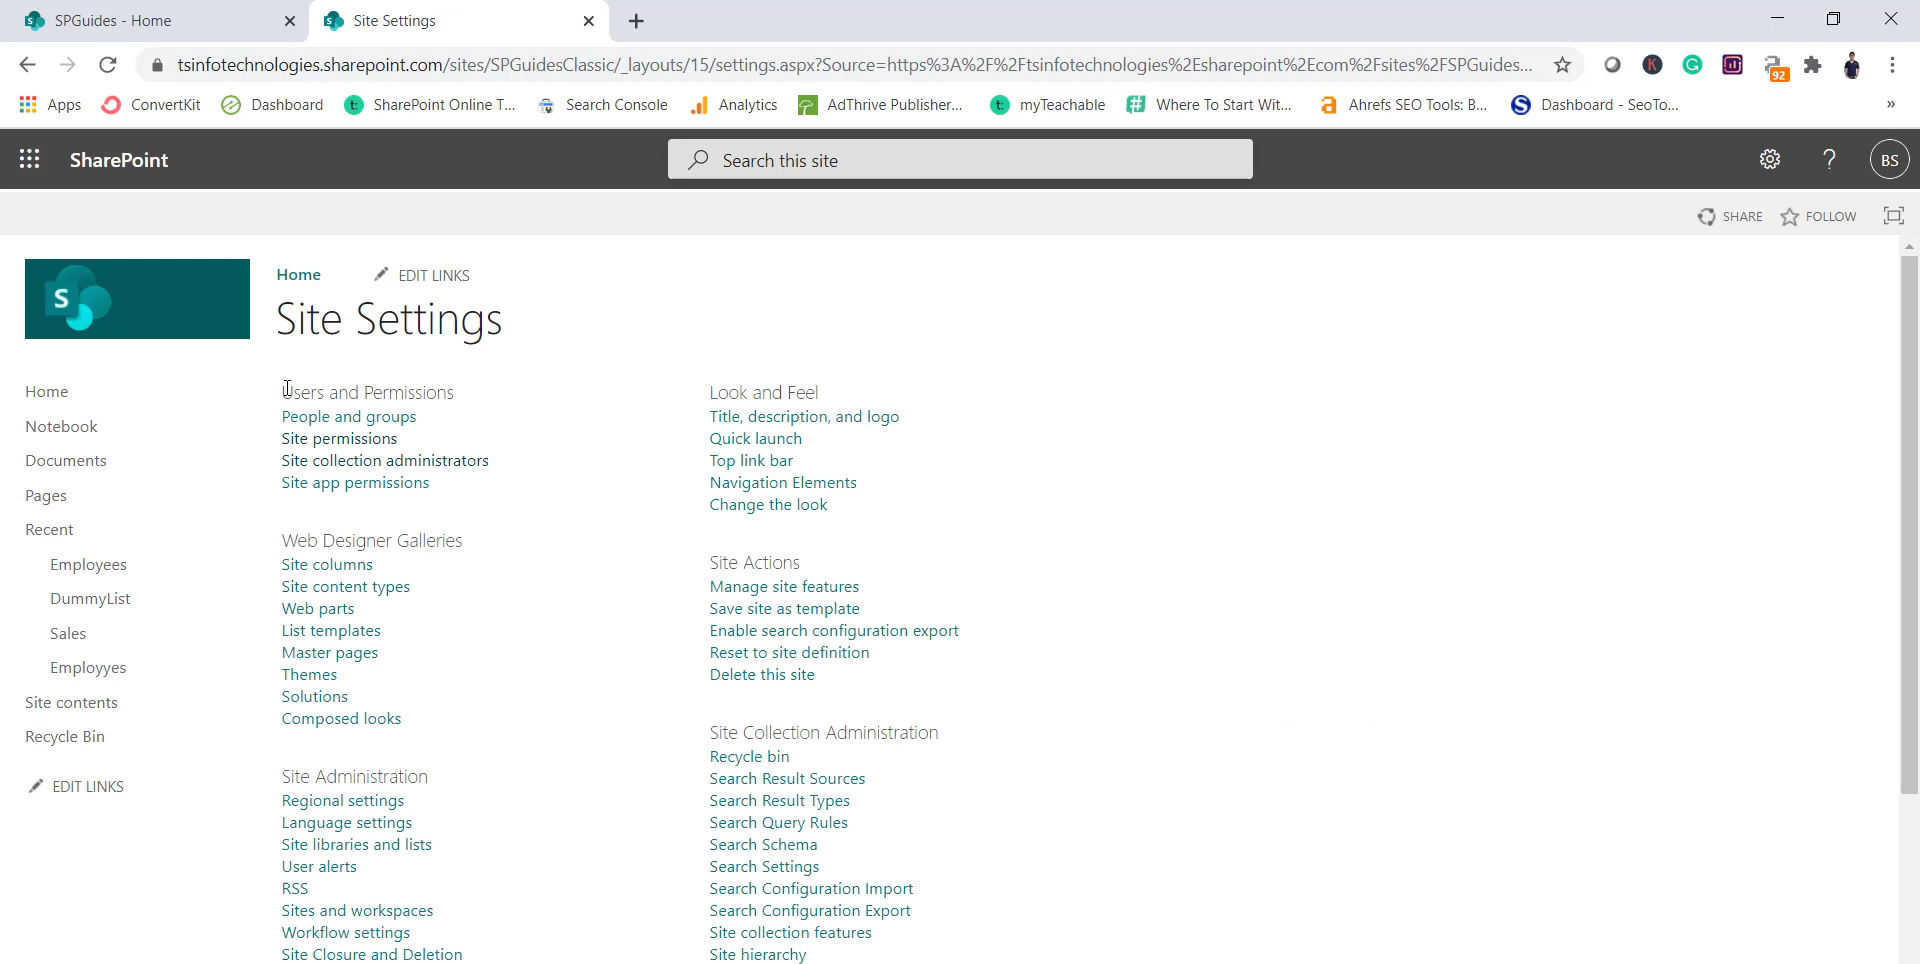 SPGuides - Home
Site Settings
tsinfotechnologies.sharepoint.com/sites/SPGuidesClassic/_layouts/15/settings.aspx?Source=https%3A%2F%2Ftsinfotechnologies%2Esharepoint%2Ecom%2Fsites%2FSPGuides...
92
Apps
ConvertKit
Dashboard
SharePoint Online T...
Search Console
Analytics
AdThrive Publisher...
myTeachable
Where To Start Wit...
Ahrefs SEO Tools: B...
Dashboard - SeoTo...
»
SharePoint
Search this site
?
BS
SHARE
FOLLOW
S
Home
EDIT LINKS
Site Settings
Home
Notebook
Documents
Pages
Recent
Employees
DummyList
Sales
Employyes
Site contents
Recycle Bin
EDIT LINKS
Users and Permissions
People and groups
Site permissions
Site collection administrators
Site app permissions
Web Designer Galleries
Site columns
Site content types
Web parts
List templates
Master pages
Themes
Solutions
Composed looks
Site Administration
Regional settings
Language settings
Site libraries and lists
User alerts
RSS
Sites and workspaces
Workflow settings
Site Closure and Deletion
Look and Feel
Title, description, and logo
Quick launch
Top link bar
Navigation Elements
Change the look
Site Actions
Manage site features
Save site as template
Enable search configuration export
Reset to site definition
Delete this site
Site Collection Administration
Recycle bin
Search Result Sources
Search Result Types
Search Query Rules
Search Schema
Search Settings
Search Configuration Import
Search Configuration Export
Site collection features
Site hierarchy